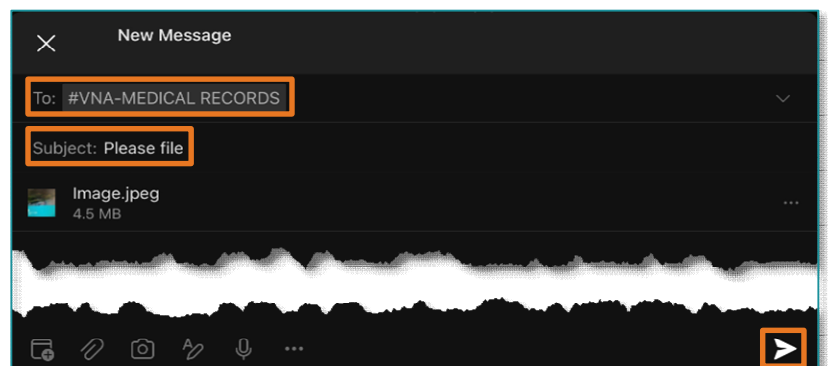 New Message
To: #VNA-MEDICAL RECORDS
Subject: Please file
Image.jpeg
4.5 MB